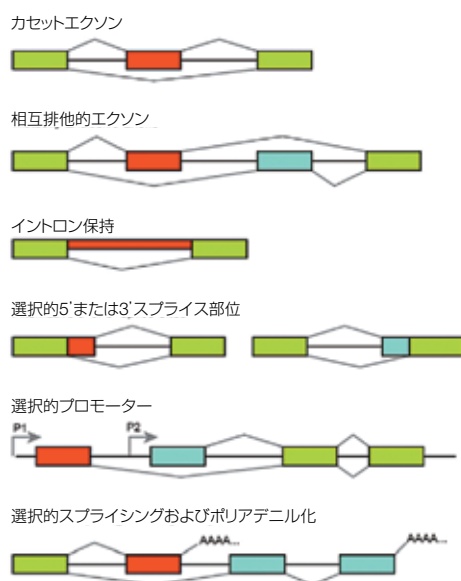 カセットエクソン
相互排他的エクソン
イントロン保持
選択的5'または3'スプライス部位
選択的プロモーター
P1 P2
選択的スプライシングおよびポリアデニル化
AAAA... AAAA...